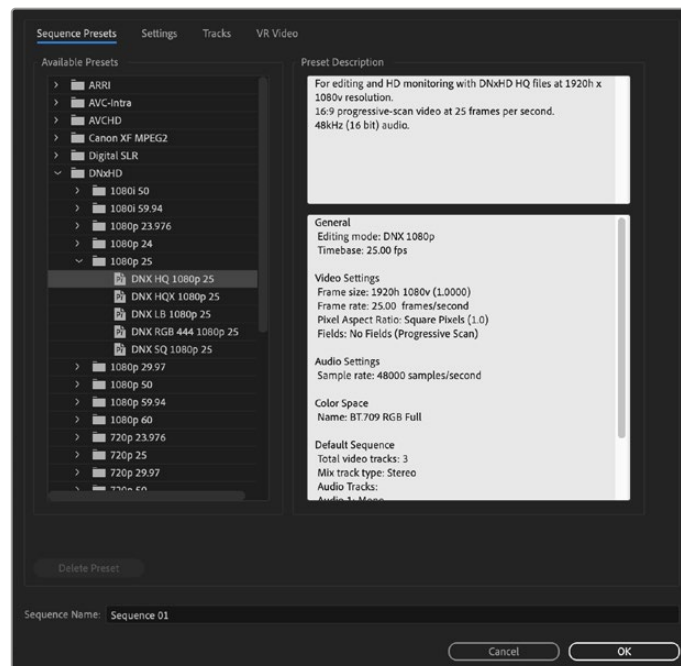 Sequence Presets Settings Tracks VR Video
Available Presets
ARRI
AVC-Intra
AVCHD
Canon XF MPEG2
Digital SLR
DNxHD
1080i 50
1080i 59.94
1080p 23.976
1080p 24
1080p 25
DNX HQ 1080p 25
DNX HQX 1080p 25
DNX LB 1080p 25
DNX RGB 444 1080p 25
DNX SQ 1080p 25
1080p 29.97
1080p 50
1080p 59.94
1080p 60
720p 23.976
720p 25
720p 29.97
720p 50
Preset Description
For editing and HD monitoring with DNxHD HQ files at 1920h x
1080v resolution.
16:9 progressive-scan video at 25 frames per second.
48kHz (16 bit) audio.
General
Editing mode: DNX 1080p
Timebase: 25.00 fps
Video Settings
Frame size: 1920h 1080v (1.0000)
Frame rate: 25.00 frames/second
Pixel Aspect Ratio: Square Pixels (1.0)
Fields: No Fields (Progressive Scan)
Audio Settings
Sample rate: 48000 samples/second
Color Space
Name: BT.709 RGB Full
Default Sequence
Total video tracks: 3
Mix track type: Stereo
Audio Tracks:
Audio 1: Mono
Delete Preset
Sequence Name: Sequence 01
Cancel OK